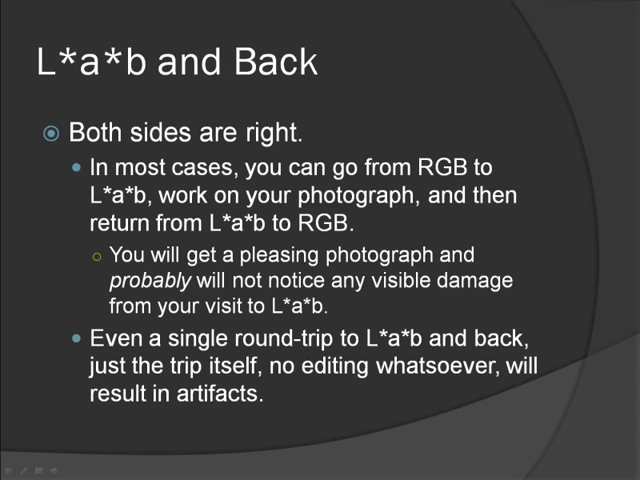 L*a*b and Back
Both sides are right.
In most cases, you can go from RGB to
L*a*b, work on your photograph, and then
return from L*a*b to RGB.
You will get a pleasing photograph and
probably will not notice any visible damage
from your visit to L*a*b.
Even a single round-trip to L*a*b and back,
just the trip itself, no editing whatsoever, will
result in artifacts.